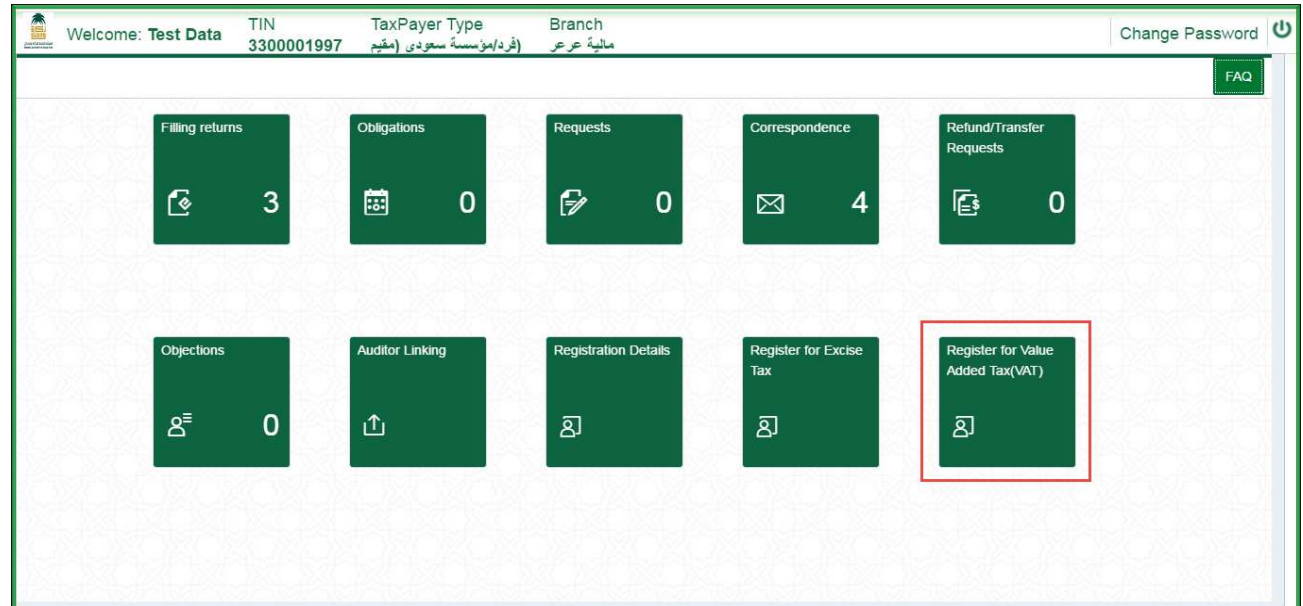 Welcome: Test Data
TIN
3300001997
TaxPayer Type
فرد/مؤسسة سعودي (مقيم)
Branch
مالية عرعر
Change Password
FAQ
Filling returns
3
Obligations
0
Requests
0
Correspondence
4
Refund/Transfer
Requests
0
Objections
0
Auditor Linking
Registration Details
Register for Excise
Tax
Register for Value
Added Tax(VAT)